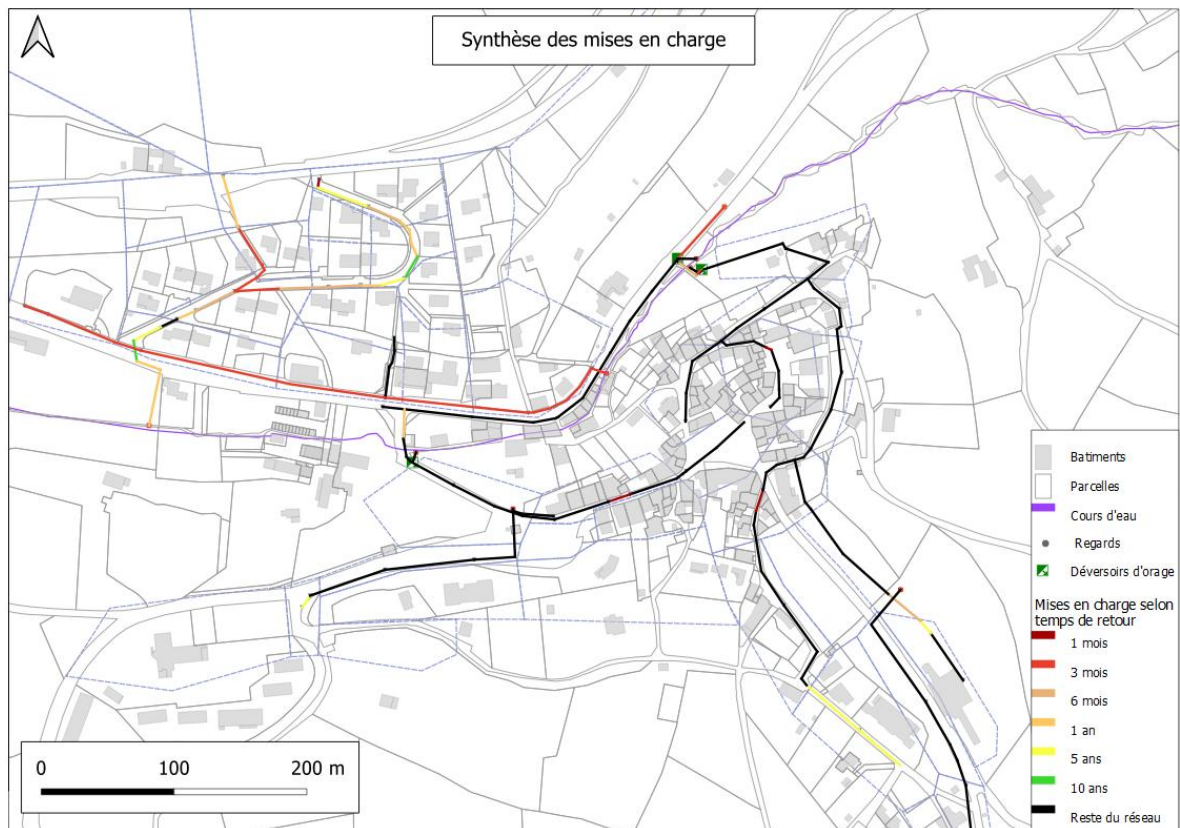 Synthèse des mises en charge
Batiments
Parcelles
Cours d'eau
Regards
Déversoirs d'orage
Mises en charge selon
temps de retour
1 mois
3 mois
6 mois
1 an
5 ans
10 ans
Reste du réseau
0 100 200 m